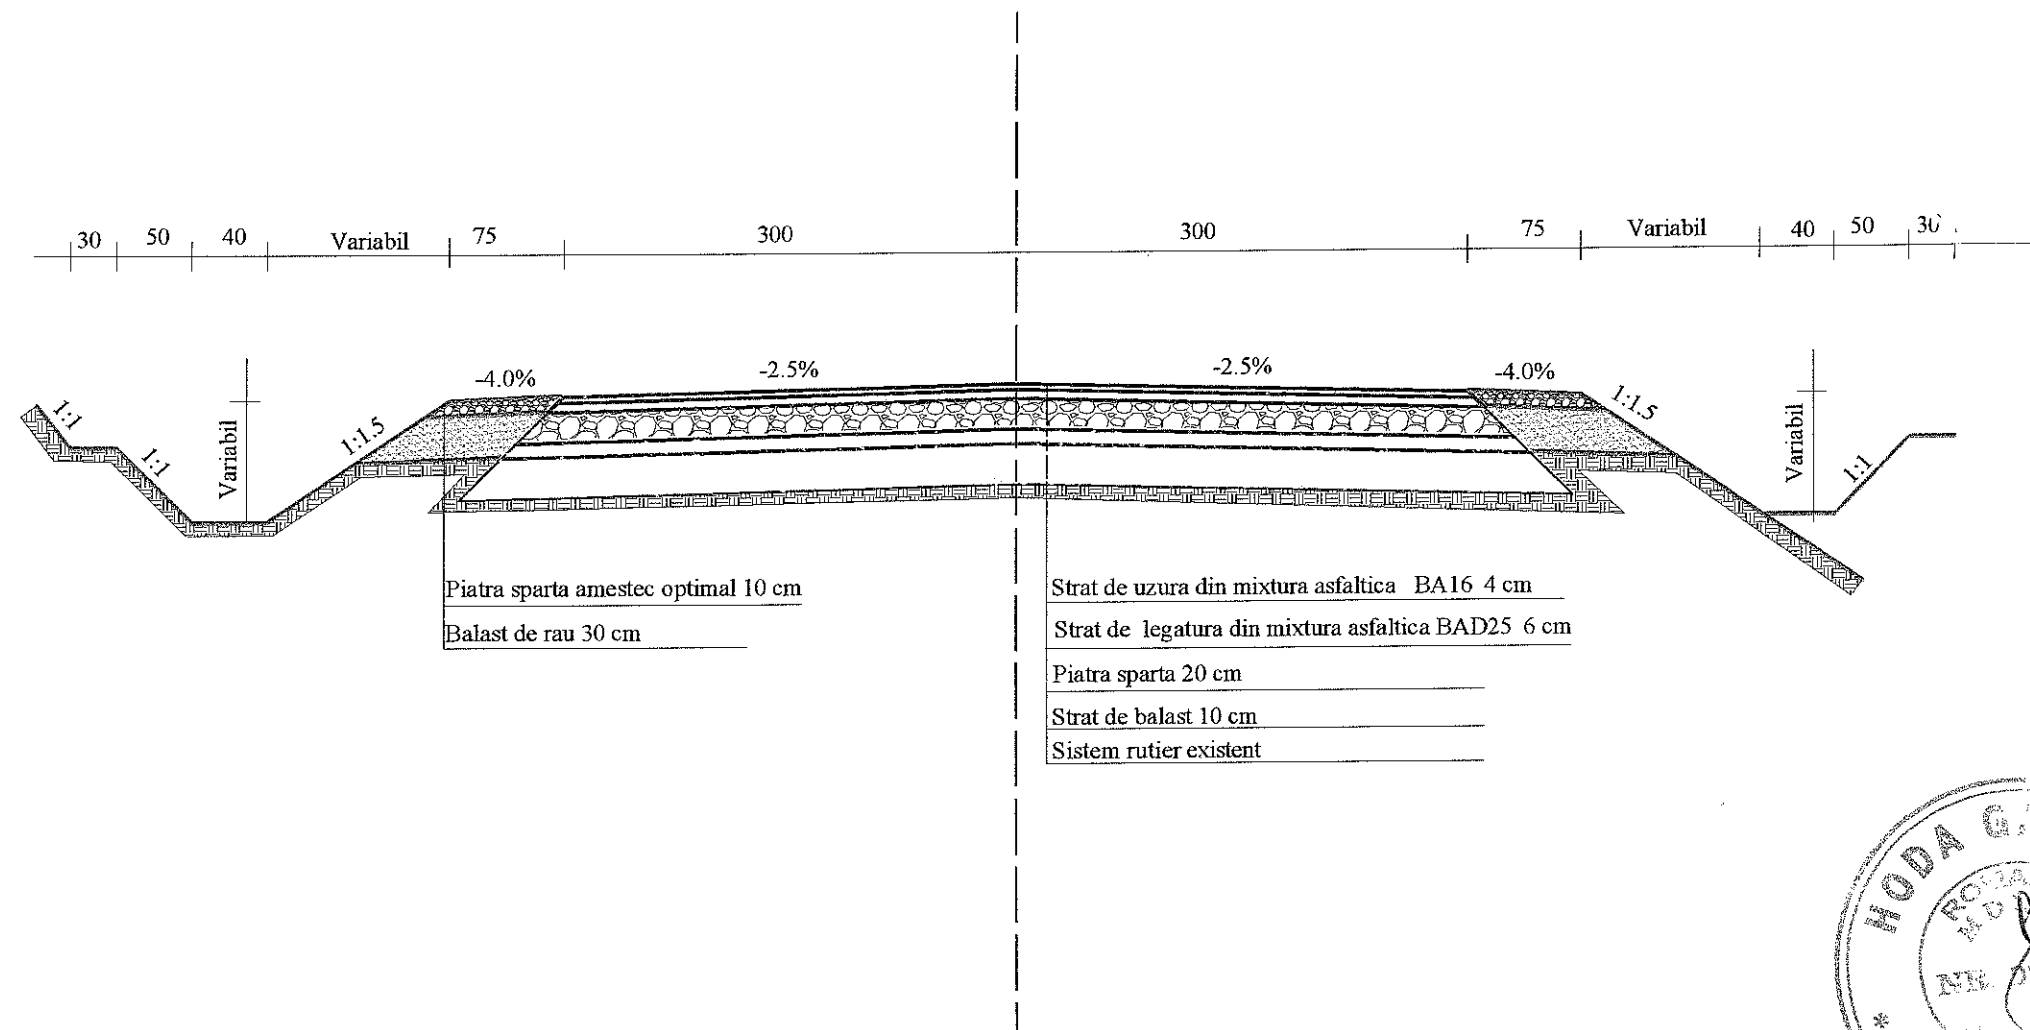 30 50 40 Variabil 75 300 300 75 Variabil 40 50 30
-4.0% -2.5% -2.5% -4.0%
1:1 1:1 Variabil 1:1.5 1:1.5 Variabil 1:1
Piatra sparta amestec optimal 10 cm
Balast de rau 30 cm
Strat de uzura din mixtura asfaltica BA16 4 cm
Strat de legatura din mixtura asfaltica BAD25 6 cm
Piatra sparta 20 cm
Strat de balast 10 cm
Sistem rutier existent
HODA G.
NR.